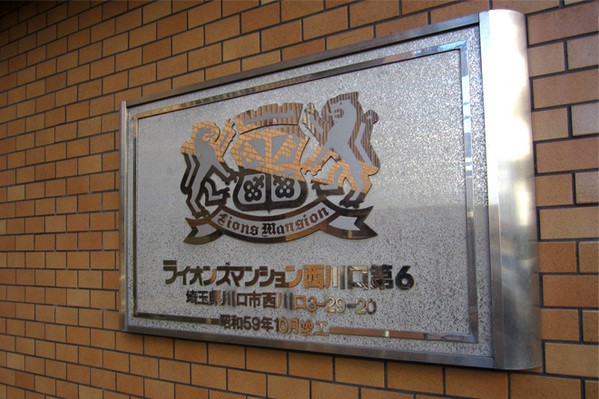 Lions Mansion
ライオンズマンション西川口第6
埼玉県川口市西川口3-29-20
昭和59年10月竣工